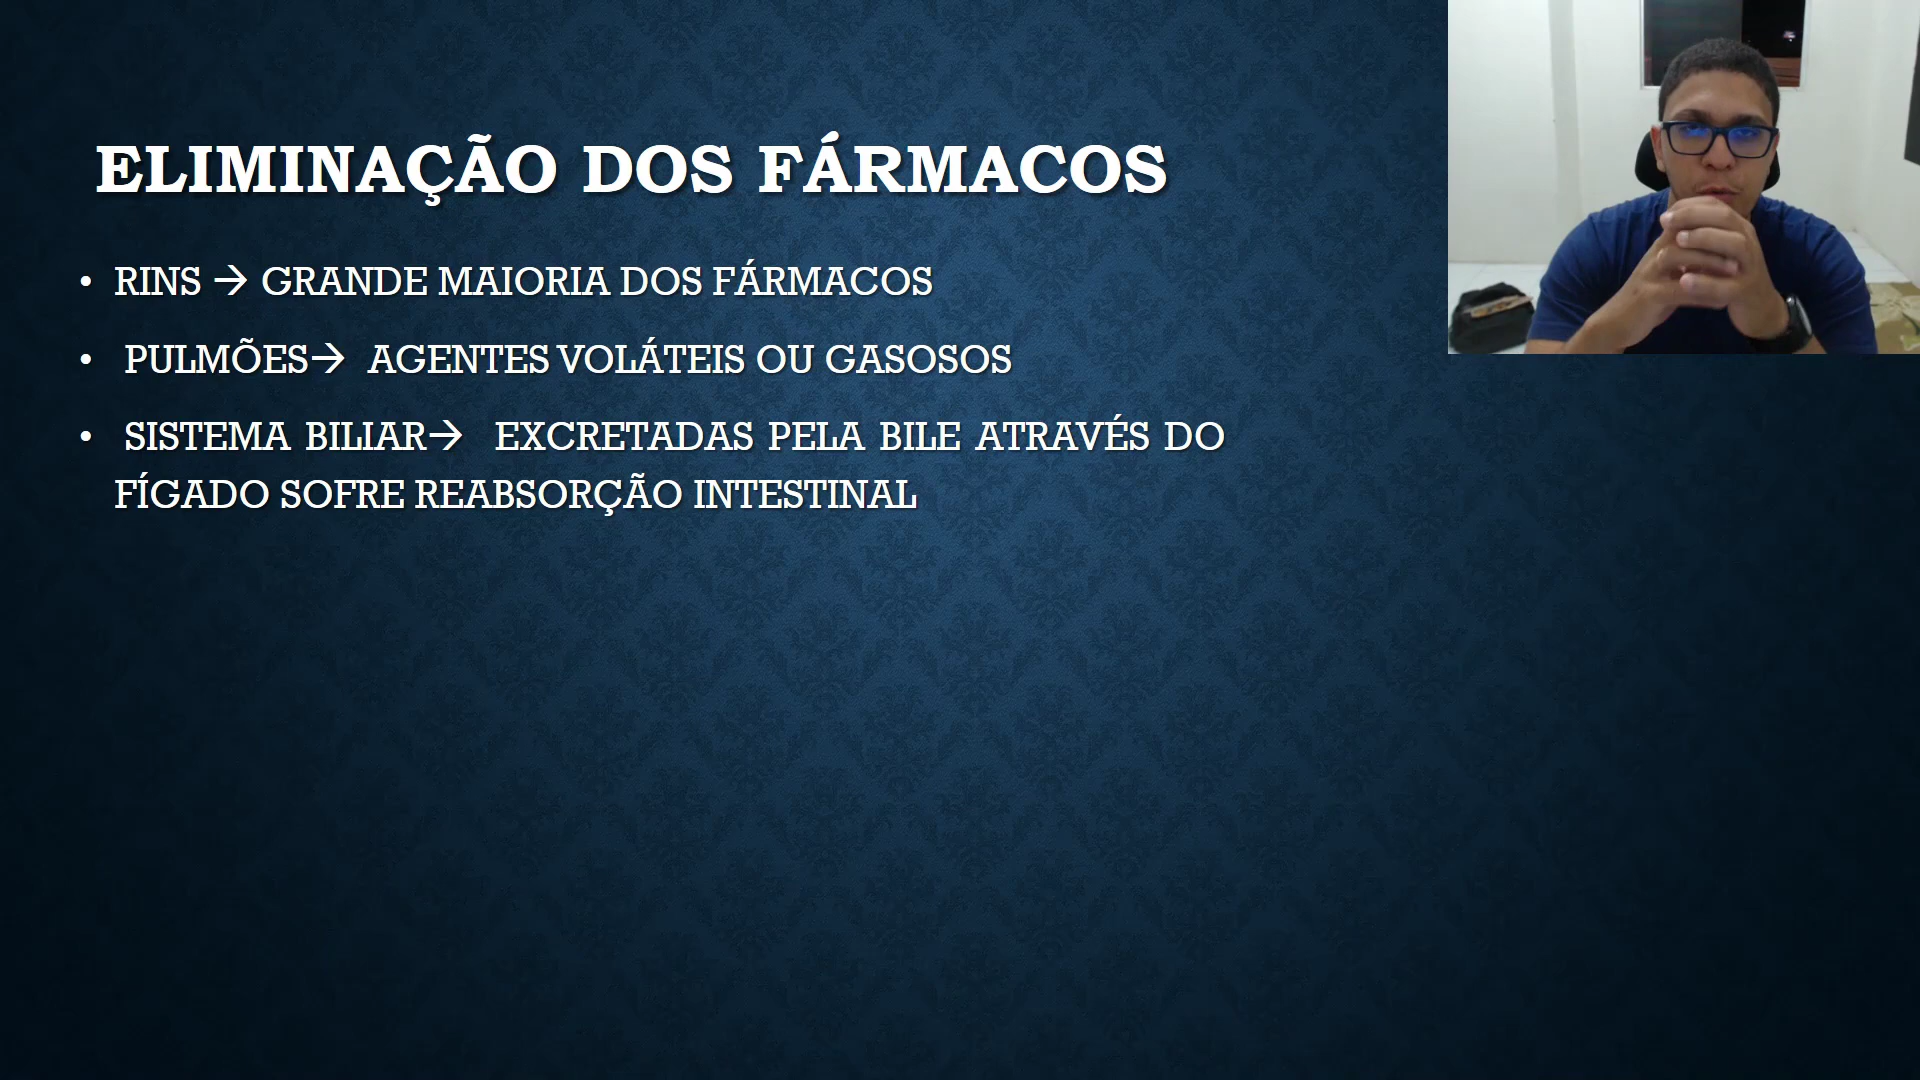 ELIMINAÇÃO DOS FÁRMACOS
• RINS → GRANDE MAIORIA DOS FÁRMACOS
• PULMÕES→ AGENTES VOLÁTEIS OU GASOSOS
• SISTEMA BILIAR→ EXCRETADAS PELA BILE ATRAVÉS DO
FÍGADO SOFRE REABSORÇÃO INTESTINAL